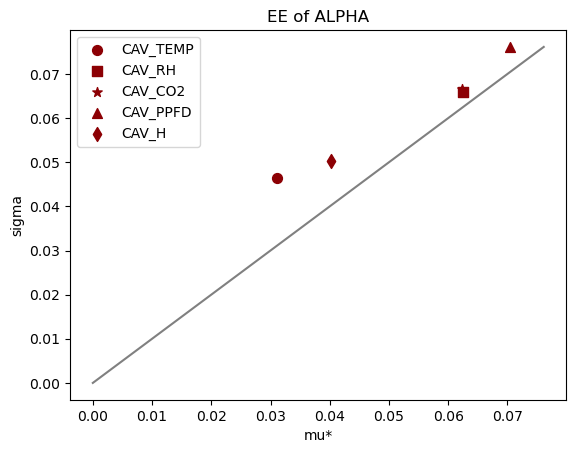 EE of ALPHA
CAV_TEMP
CAV_RH
CAV_CO2
CAV_PPFD
CAV_H
0.07
0.06
0.05
0.04
0.03
0.02
0.01
0.00
sigma
0.00 0.01 0.02 0.03 0.04 0.05 0.06 0.07
mu*